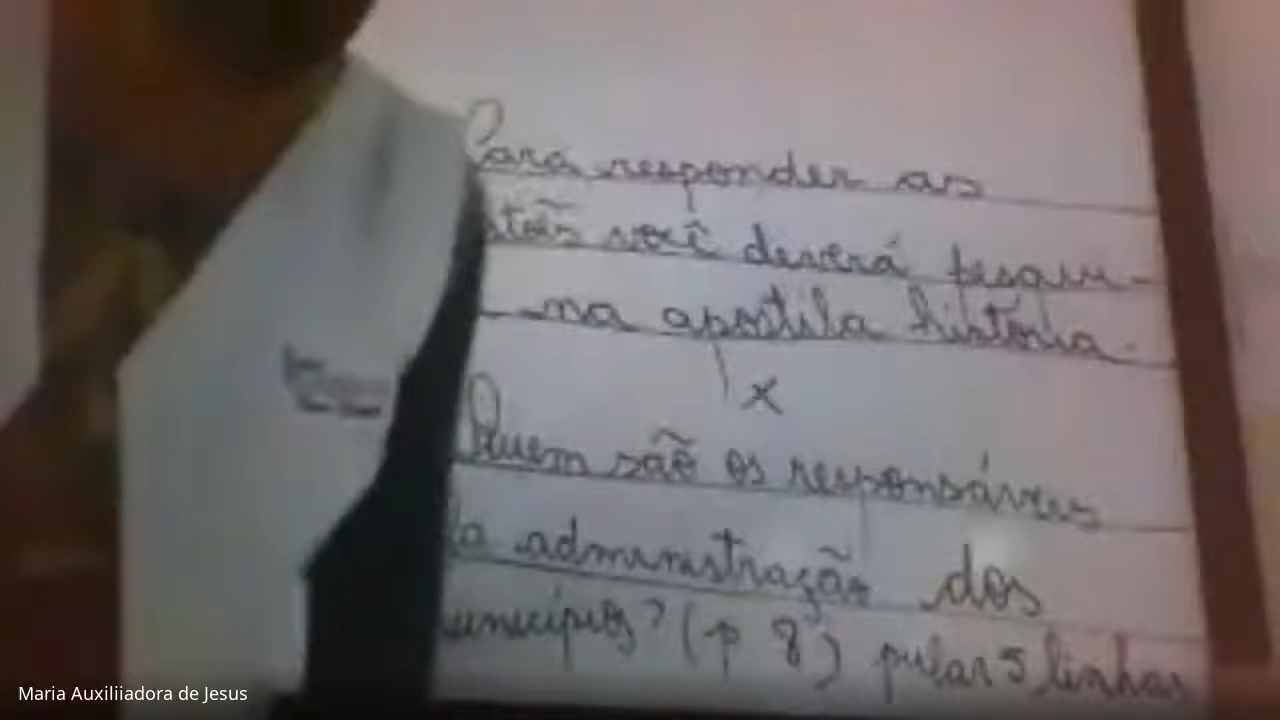 Para responder as
stões você deverá pesqui-
na apostila história.
x
Quem são os responsáveis
la administração dos
unicípios? (p 8) pular 5 linhas
Maria Auxiliiadora de Jesus